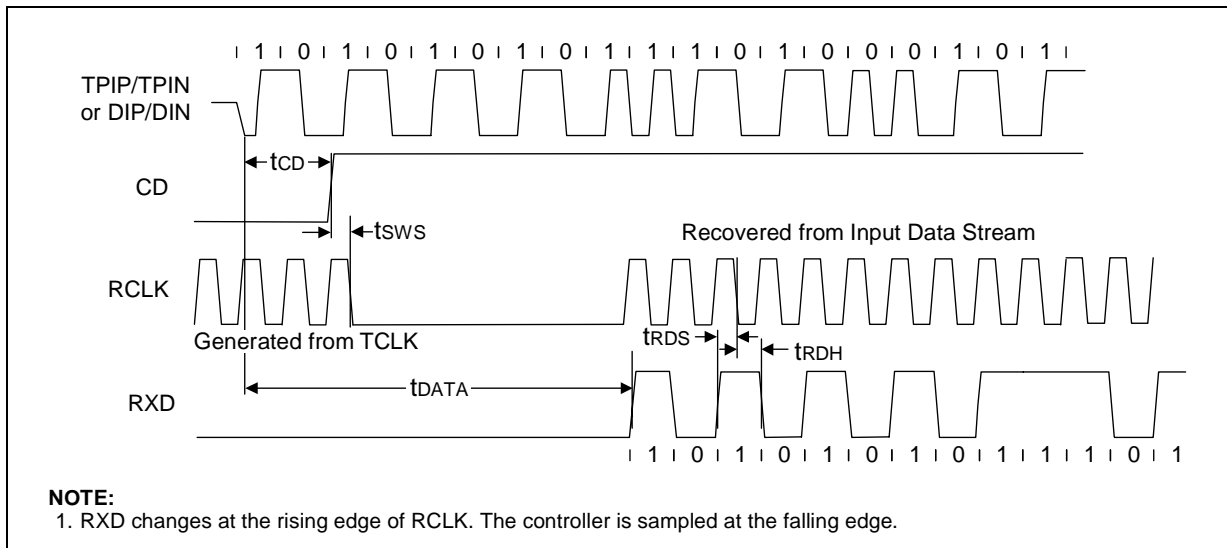 1 0 1 0 1 0 1 0 1 1 1 0 1 0 0 0 1 0 1
TPIP/TPIN
or DIP/DIN
tCD
CD
tSWS
Recovered from Input Data Stream
RCLK
Generated from TCLK
tRDS
tRDH
tDATA
RXD
1 0 1 0 1 0 1 0 1 1 1 0 1
NOTE:
1. RXD changes at the rising edge of RCLK. The controller is sampled at the falling edge.